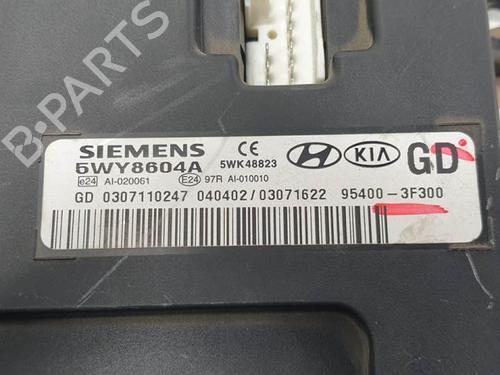 B-PARTS
SIEMENS CE KIA GD
5WY8604A 5WK48823
e24 AI-020061 E24 97R AI-010010
GD 0307110247 040402/03071622 95400-3F300